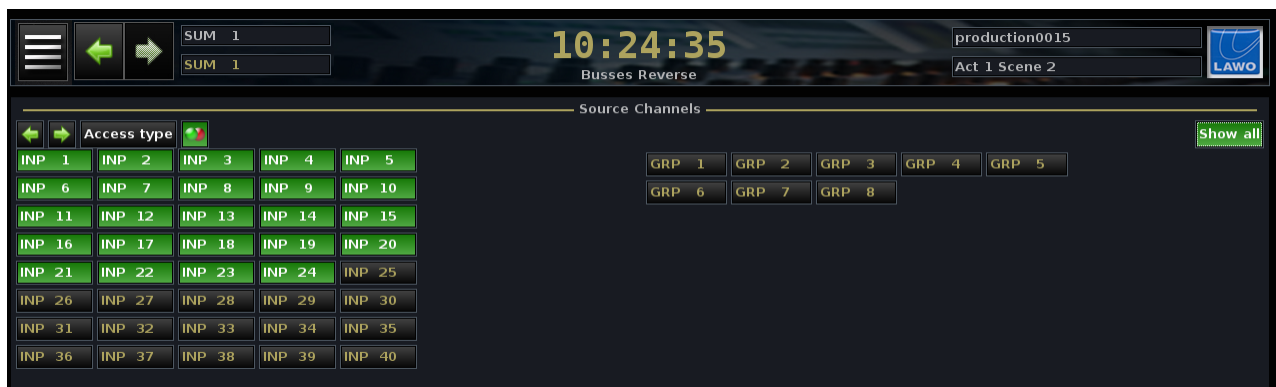 SUM 1
SUM 1
10:24:35
Busses Reverse
production0015
Act 1 Scene 2
LAWO
Source Channels
Access type
Show all
INP 1 INP 2 INP 3 INP 4 INP 5
INP 6 INP 7 INP 8 INP 9 INP 10
INP 11 INP 12 INP 13 INP 14 INP 15
INP 16 INP 17 INP 18 INP 19 INP 20
INP 21 INP 22 INP 23 INP 24 INP 25
INP 26 INP 27 INP 28 INP 29 INP 30
INP 31 INP 32 INP 33 INP 34 INP 35
INP 36 INP 37 INP 38 INP 39 INP 40
GRP 1 GRP 2 GRP 3 GRP 4 GRP 5
GRP 6 GRP 7 GRP 8